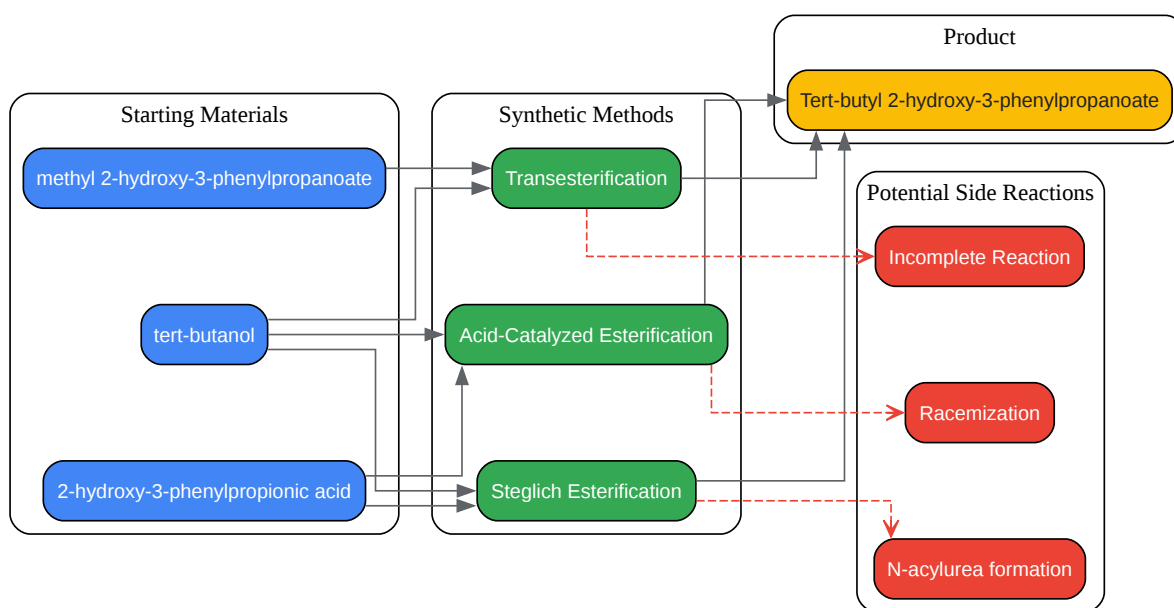 Product
Tert-butyl 2-hydroxy-3-phenylpropanoate
Starting Materials
methyl 2-hydroxy-3-phenylpropanoate
tert-butanol
2-hydroxy-3-phenylpropionic acid
Synthetic Methods
Transesterification
Acid-Catalyzed Esterification
Steglich Esterification
Potential Side Reactions
Incomplete Reaction
Racemization
N-acylurea formation